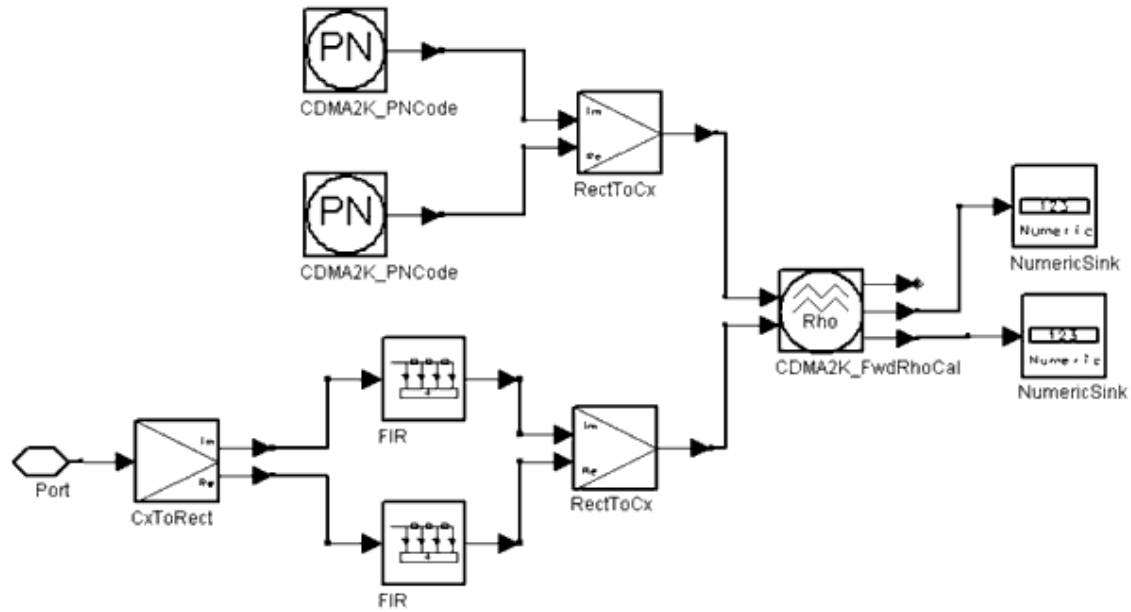 PN
CDMA2K_PNCode
Im
Re
RectToCx
PN
CDMA2K_PNCode
123
Numeric
NumericSink
Rho
CDMA2K_FwdRhoCal
123
Numeric
NumericSink
FIR
Im
Re
RectToCx
Port
Im
Re
CxToRect
FIR